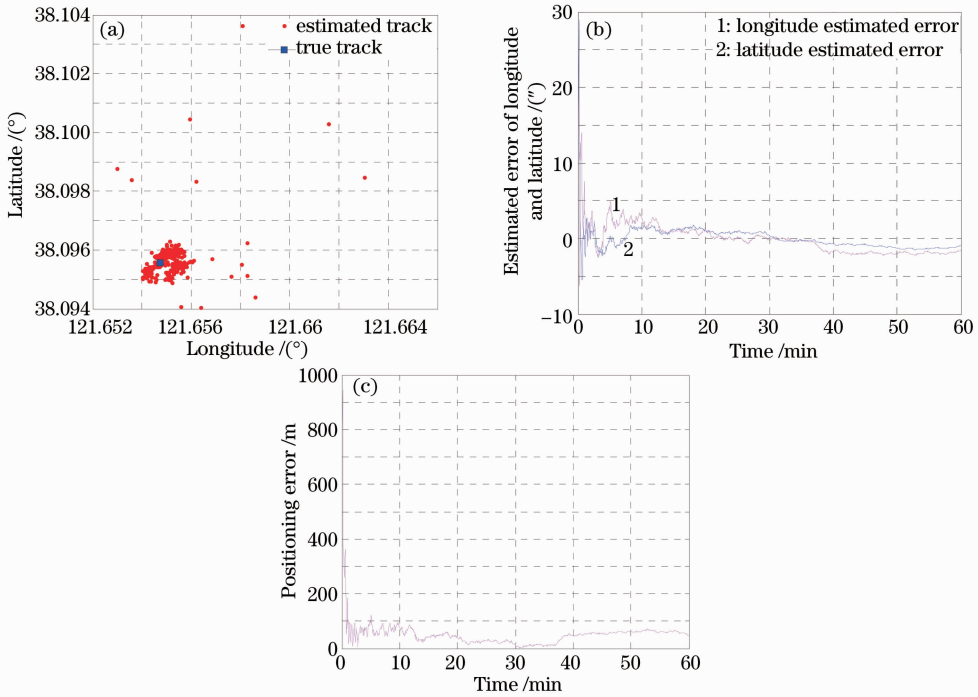 (a)
estimated track
true track
38.104
38.102
38.100
38.098
38.096
38.094
Latitude /(°)
121.652
121.656
121.66
121.664
Longitude /(°)
(b)
1: longitude estimated error
2: latitude estimated error
30
20
10
0
-10
Estimated error of longitude
and latitude /(″)
1
2
0
10
20
30
40
50
60
Time /min
(c)
1000
800
600
400
200
0
Positioning error /m
0
10
20
30
40
50
60
Time /min